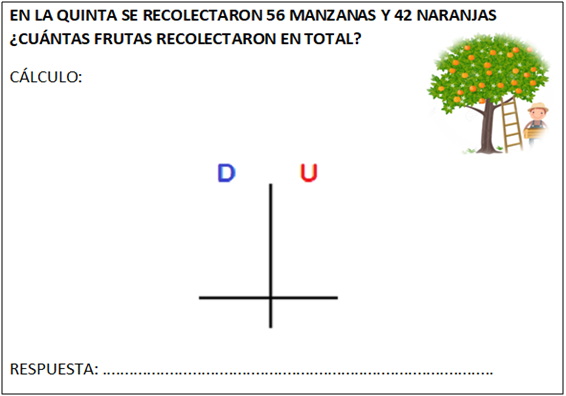 EN LA QUINTA SE RECOLECTARON 56 MANZANAS Y 42 NARANJAS
¿CUÁNTAS FRUTAS RECOLECTARON EN TOTAL?
CÁLCULO:
D U
RESPUESTA: ....................................................................................